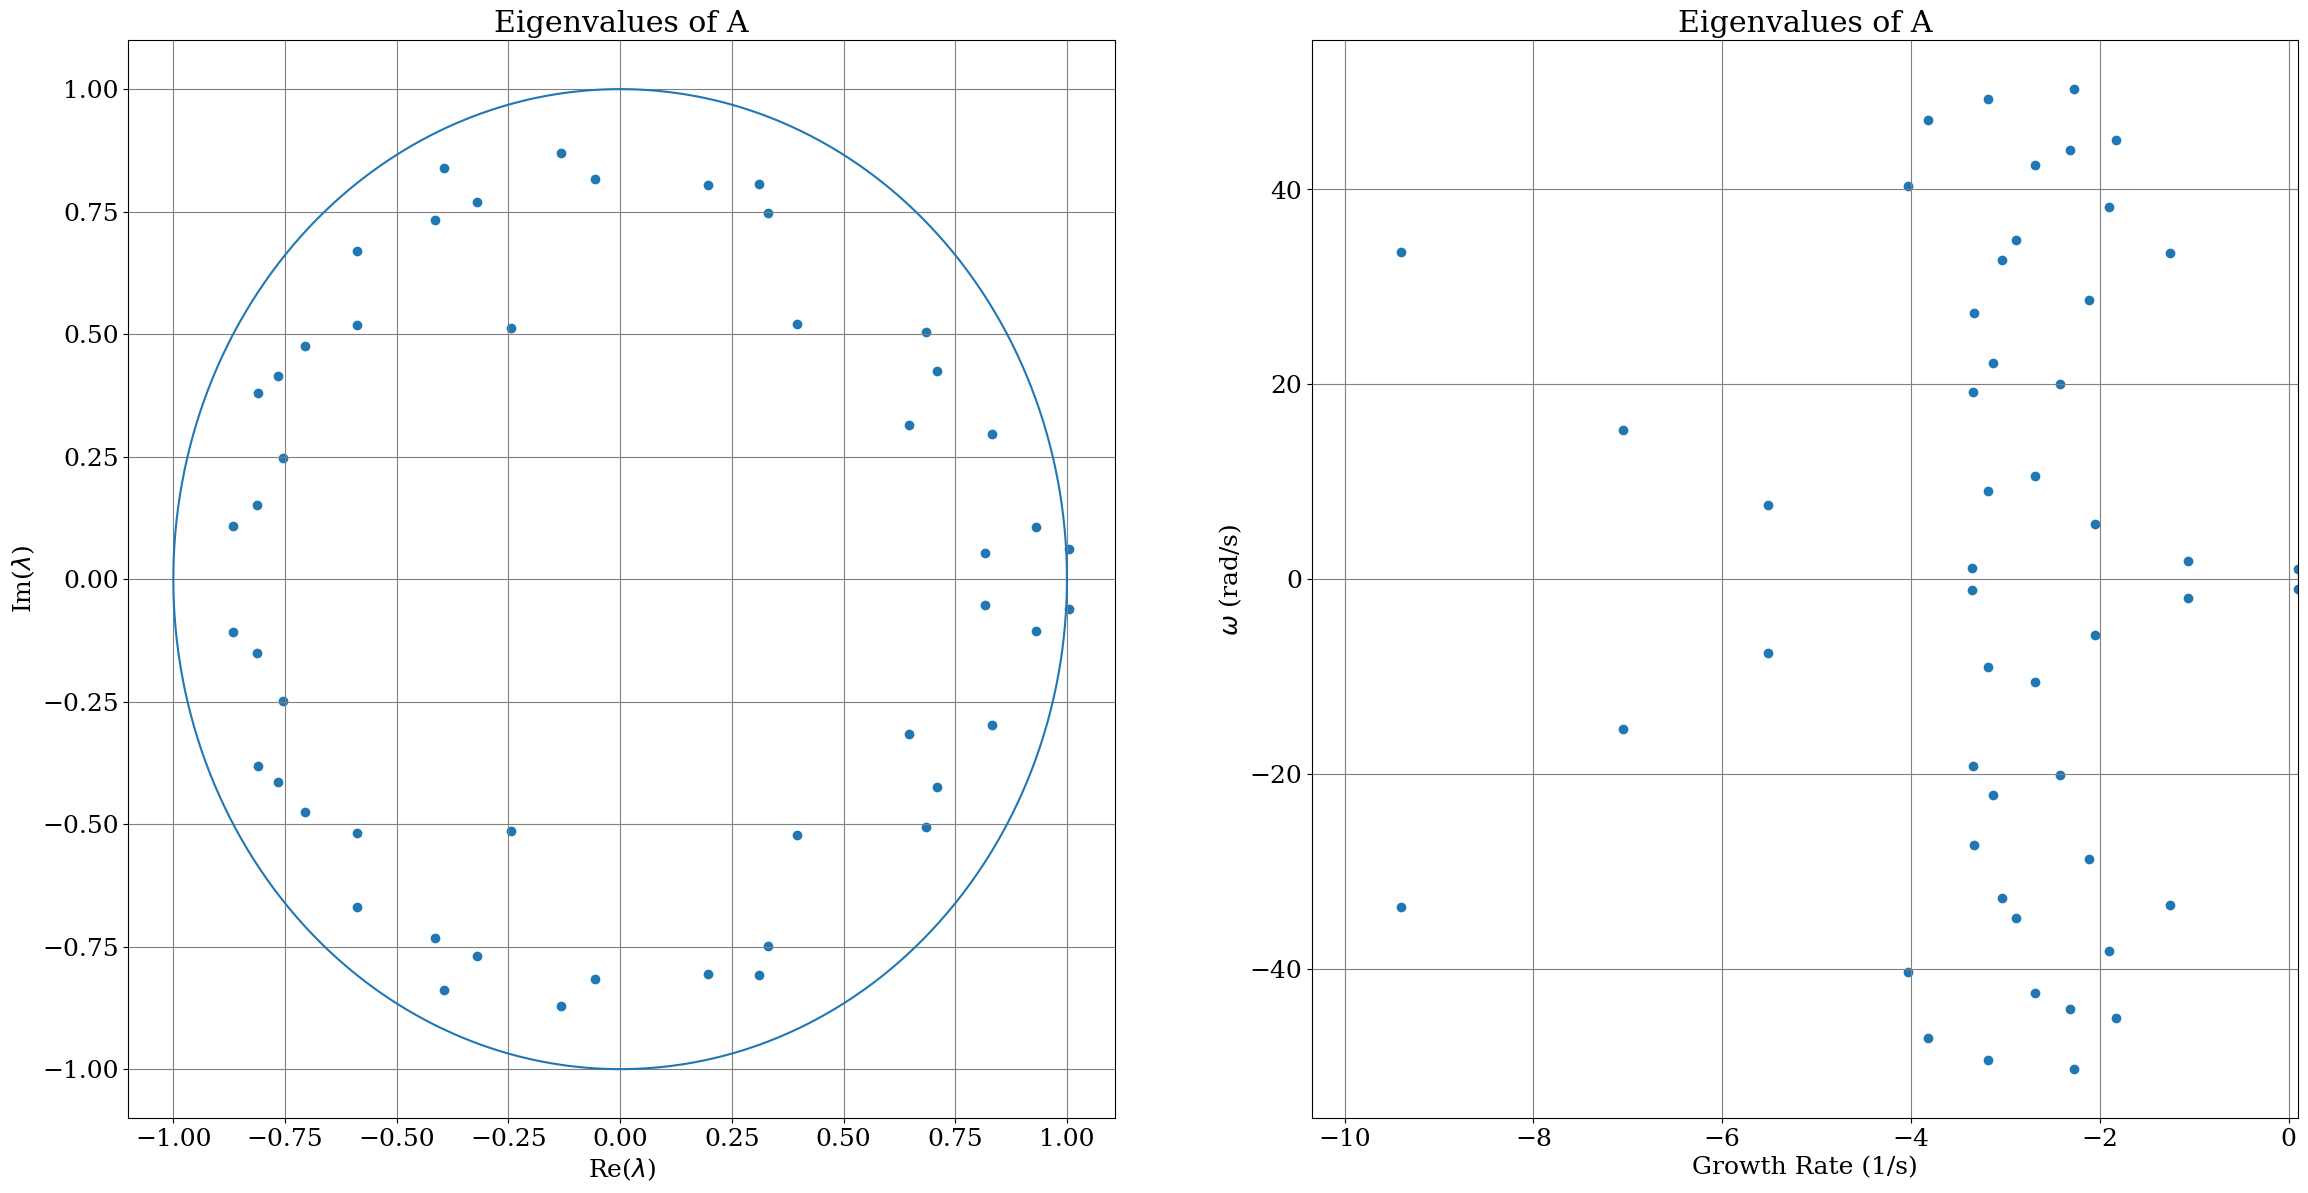 Eigenvalues of A
1.00
0.75
0.50
0.25
0.00
−0.25
−0.50
−0.75
−1.00
Im(λ)
−1.00 −0.75 −0.50 −0.25 0.00 0.25 0.50 0.75 1.00
Re(λ)
Eigenvalues of A
40
20
0
−20
−40
ω (rad/s)
−10 −8 −6 −4 −2 0
Growth Rate (1/s)